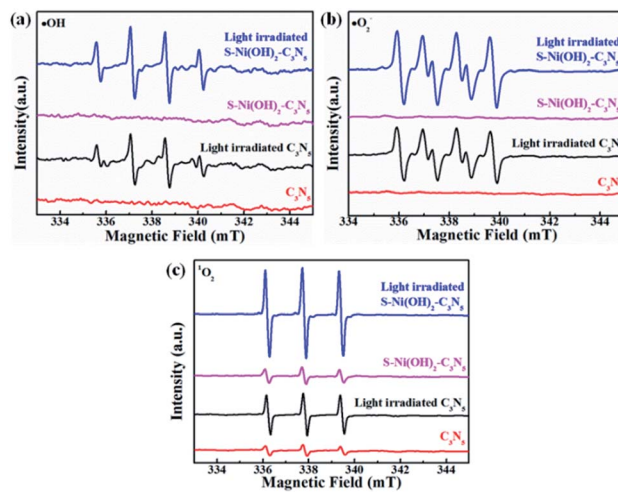 (a)
•OH
Light irradiated
S-Ni(OH)₂-C₃N₅
S-Ni(OH)₂-C₃N₅
Light irradiated C₃N₅
C₃N₅
Intensity(a.u.)
334 336 338 340 342 344
Magnetic Field (mT)
(b)
•O₂⁻
Light irradiated
S-Ni(OH)₂-C₃N₅
S-Ni(OH)₂-C₃N₅
Light irradiated C₃N₅
C₃N₅
Intensity(a.u.)
334 336 338 340 342 344
Magnetic Field (mT)
(c)
¹O₂
Light irradiated
S-Ni(OH)₂-C₃N₅
S-Ni(OH)₂-C₃N₅
Light irradiated C₃N₅
C₃N₅
Intensity (a.u.)
334 336 338 340 342 344
Magnetic Field (mT)